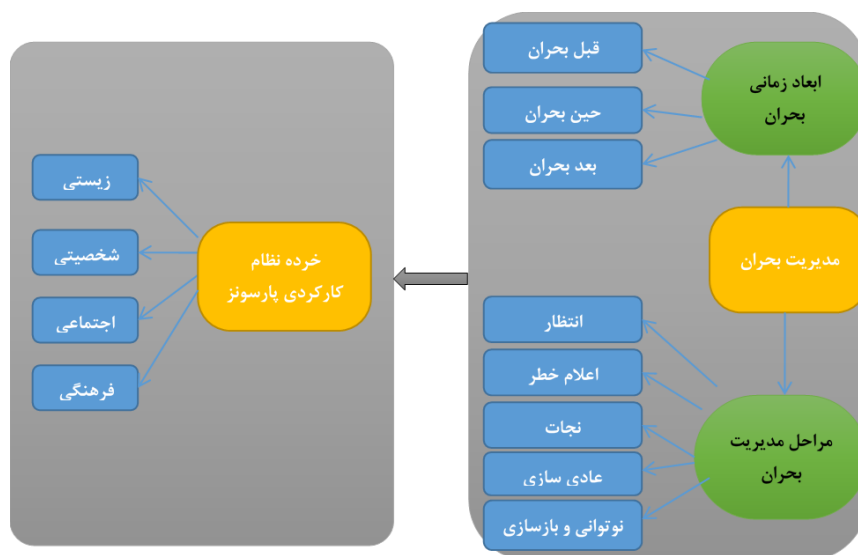 ابعاد زمانی
بحران
قبل بحران
حین بحران
بعد بحران
مدیریت بحران
مراحل مدیریت
بحران
انتظار
اعلام خطر
نجات
عادی سازی
نوتوانی و بازسازی
خرده نظام
کارکردی پارسونز
زیستی
شخصیتی
اجتماعی
فرهنگی